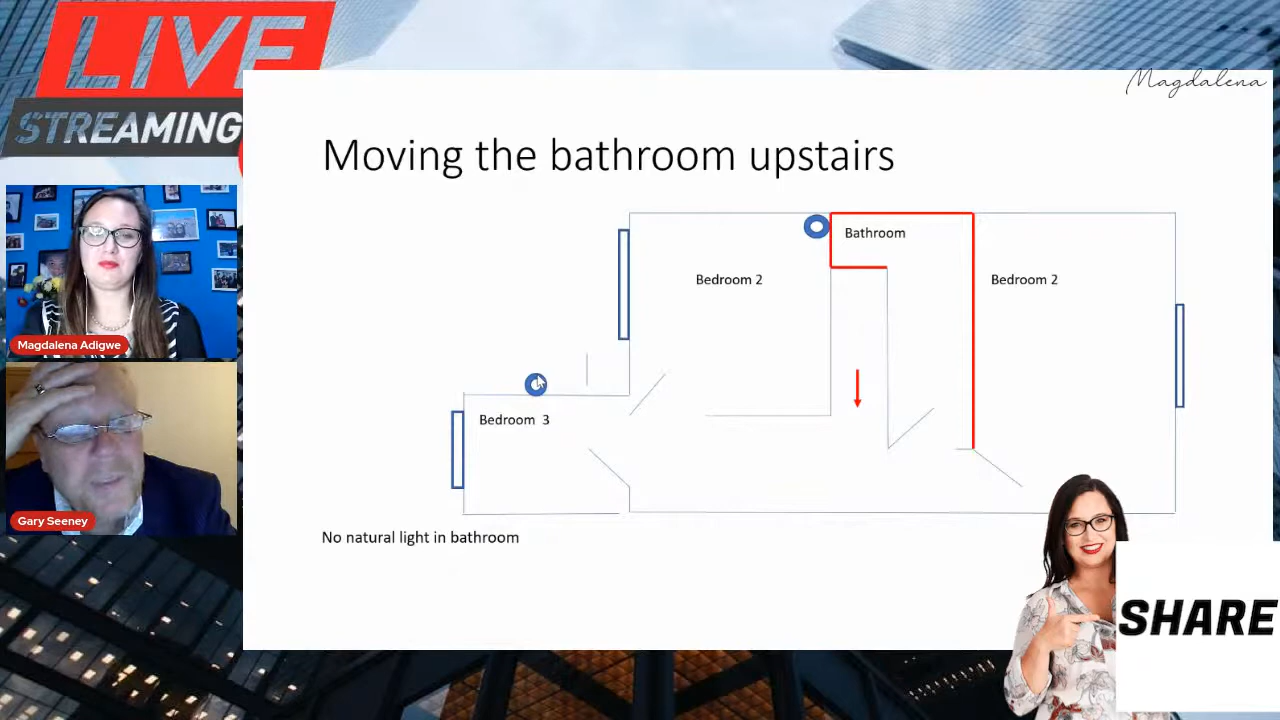 LIVE
STREAMING
Magdalena
Moving the bathroom upstairs
Bathroom
Bedroom 2
Bedroom 2
Magdalena Adigwe
Bedroom 3
Gary Seeney
No natural light in bathroom
SHARE